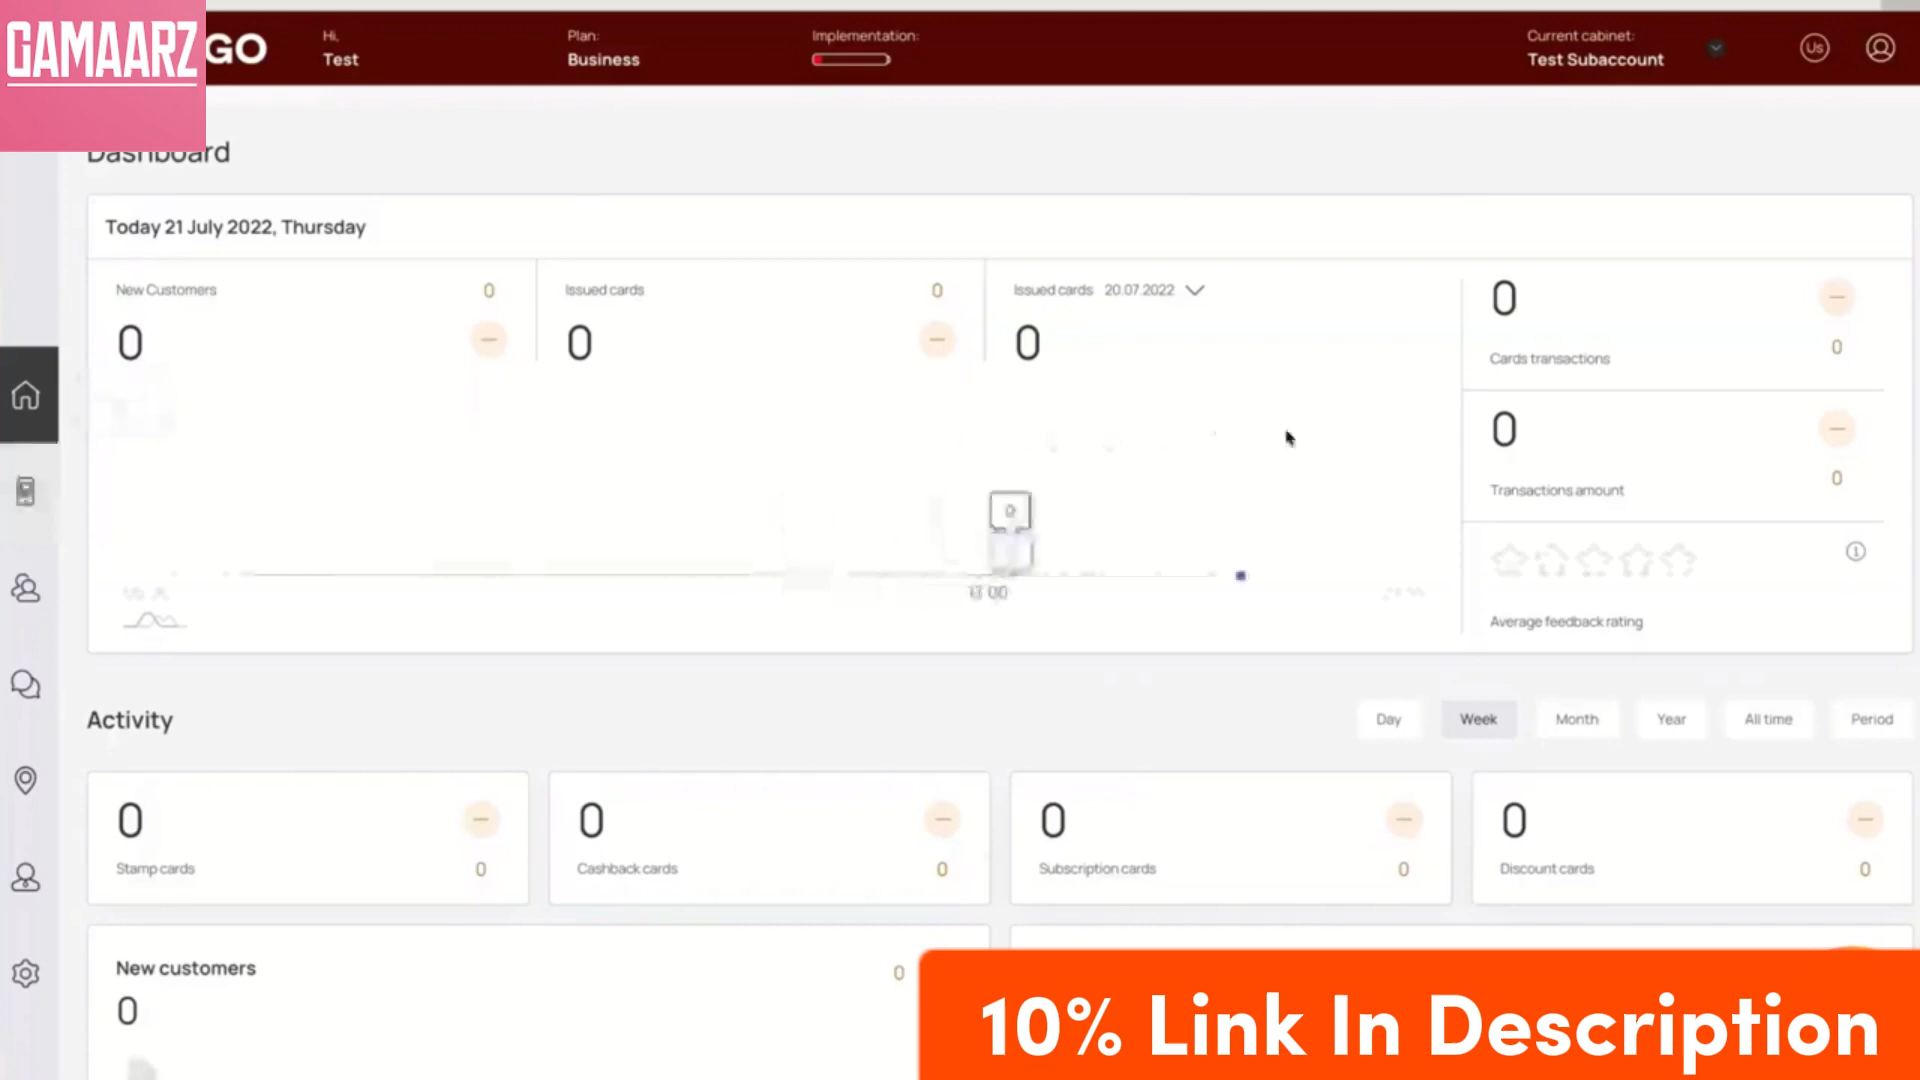 GAMAARZ
GO
Hi,
Test
Plan:
Business
Implementation:
Current cabinet:
Test Subaccount
Us
Dashboard
Today 21 July 2022, Thursday
New Customers 0
0
Issued cards 0
0
Issued cards 20.07.2022
0
0
Cards transactions 0
0
Transactions amount 0
Average feedback rating
0
Activity
Day Week Month Year All time Period
0
Stamp cards 0
0
Cashback cards 0
0
Subscription cards 0
0
Discount cards 0
New customers 0
0
10% Link In Description